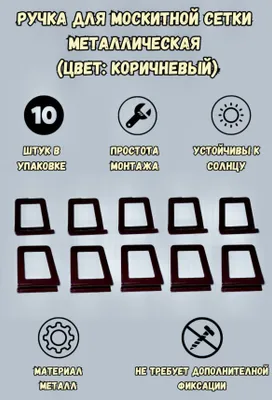 РУЧКА ДЛЯ МОСКИТНОЙ СЕТКИ
МЕТАЛЛИЧЕСКАЯ
(ЦВЕТ: КОРИЧНЕВЫЙ)
10
ШТУК В
УПАКОВКЕ
ПРОСТОТА
МОНТАЖА
УСТОЙЧИВЫ К
СОЛНЦУ
МАТЕРИАЛ
МЕТАЛЛ
НЕ ТРЕБУЕТ ДОПОЛНИТЕЛЬНОЙ
ФИКСАЦИИ